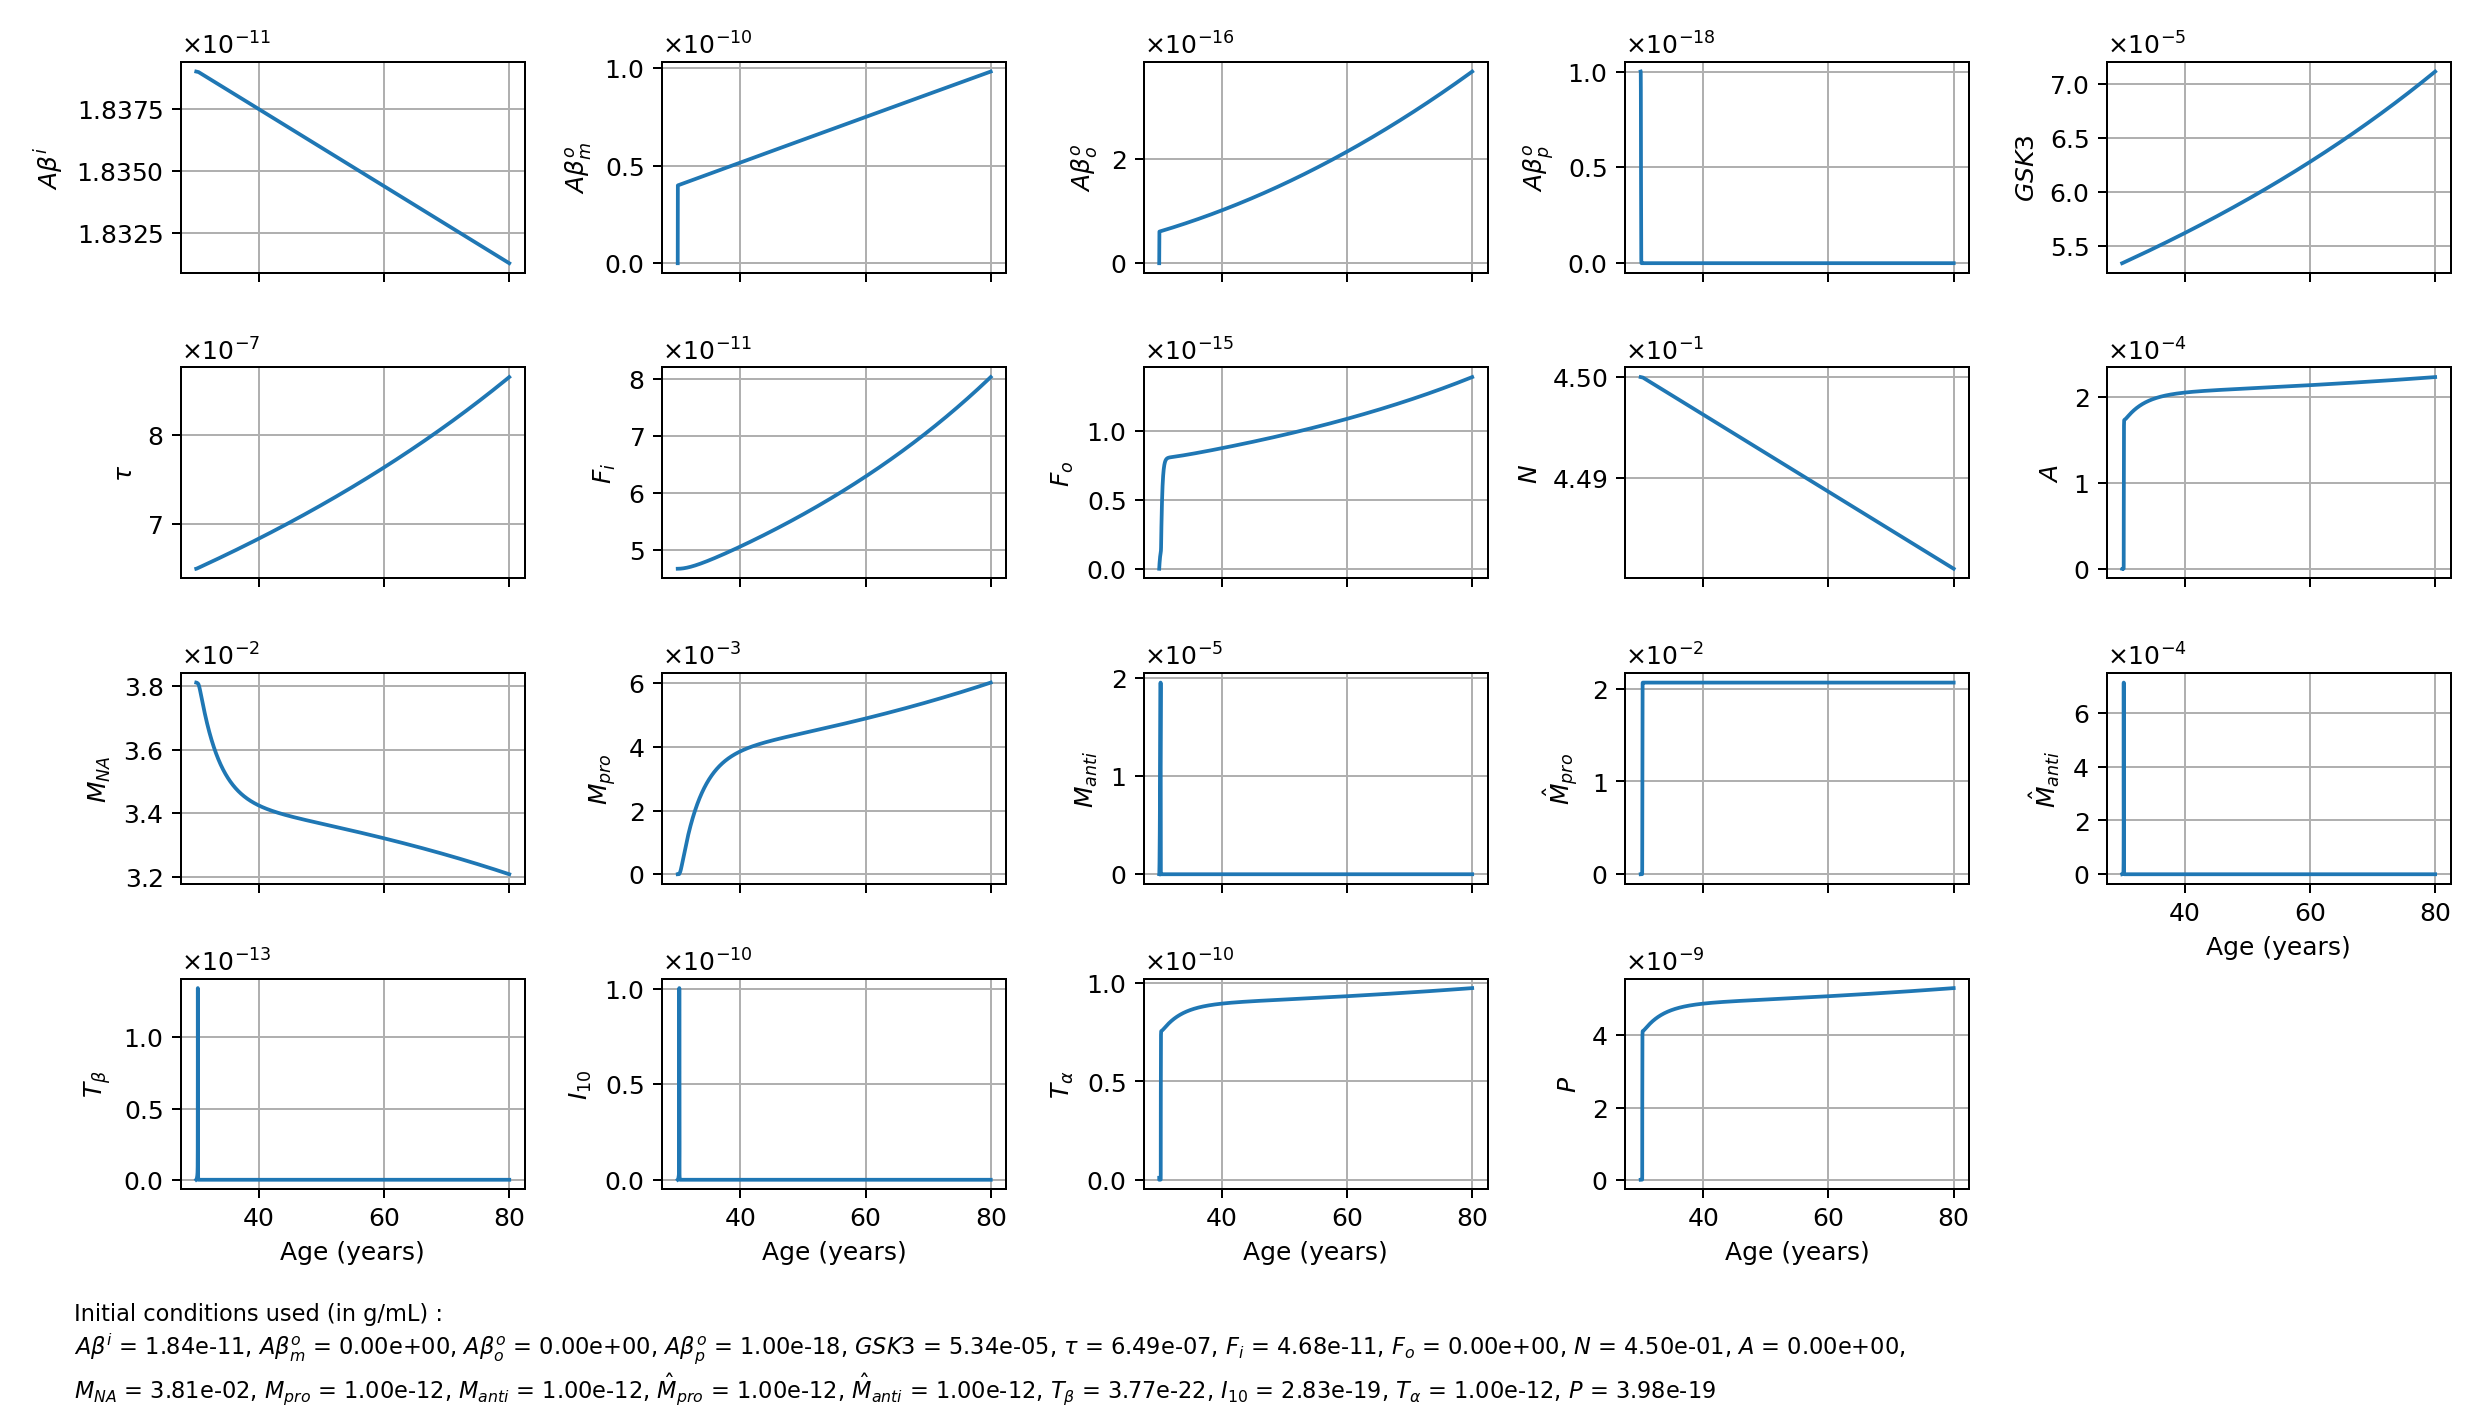 ×10⁻¹¹ ×10⁻¹⁰ ×10⁻¹⁶ ×10⁻¹⁸ ×10⁻⁵
Aβⁱ 1.8375 1.8350 1.8325
Aβₘᵒ 1.0 0.5 0.0
Aβₒᵒ 2 0
Aβₚᵒ 1.0 0.5 0.0
GSK3 7.0 6.5 6.0 5.5
×10⁻⁷ ×10⁻¹¹ ×10⁻¹⁵ ×10⁻¹ ×10⁻⁴
τ 8 7
Fᵢ 8 7 6 5
Fₒ 1.0 0.5 0.0
N 4.50 4.49
A 2 1 0
×10⁻² ×10⁻³ ×10⁻⁵ ×10⁻² ×10⁻⁴
M_NA 3.8 3.6 3.4 3.2
M_pro 6 4 2 0
M_anti 2 1 0
M̂_pro 2 1 0
M̂_anti 6 4 2 0
40 60 80
Age (years)
×10⁻¹³ ×10⁻¹⁰ ×10⁻¹⁰ ×10⁻⁹
T_β 1.0 0.5 0.0
I₁₀ 1.0 0.5 0.0
T_α 1.0 0.5 0.0
P 4 2 0
40 60 80 40 60 80 40 60 80 40 60 80
Age (years) Age (years) Age (years) Age (years)
Initial conditions used (in g/mL) :
Aβⁱ = 1.84e-11, Aβₘᵒ = 0.00e+00, Aβₒᵒ = 0.00e+00, Aβₚᵒ = 1.00e-18, GSK3 = 5.34e-05, τ = 6.49e-07, Fᵢ = 4.68e-11, Fₒ = 0.00e+00, N = 4.50e-01, A = 0.00e+00,
M_NA = 3.81e-02, M_pro = 1.00e-12, M_anti = 1.00e-12, M̂_pro = 1.00e-12, M̂_anti = 1.00e-12, T_β = 3.77e-22, I₁₀ = 2.83e-19, T_α = 1.00e-12, P = 3.98e-19